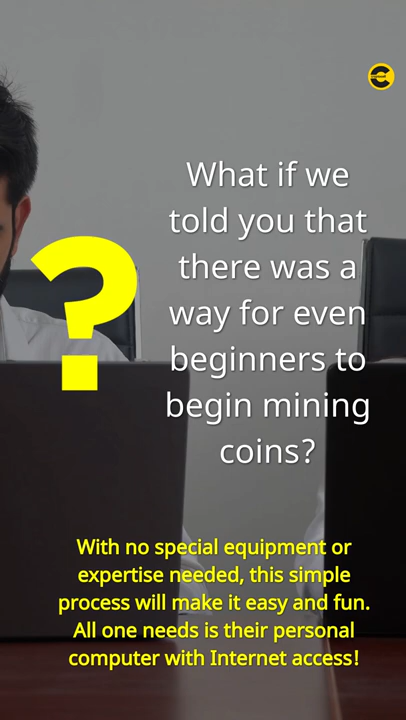 ?
What if we
told you that
there was a
way for even
beginners to
begin mining
coins?
With no special equipment or
expertise needed, this simple
process will make it easy and fun.
All one needs is their personal
computer with Internet access!